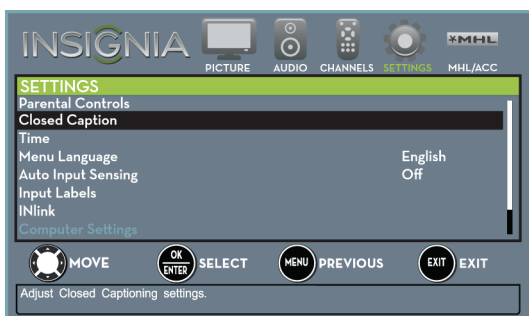 INSIGNIA
PICTURE AUDIO CHANNELS SETTINGS MHL MHL/ACC
SETTINGS
Parental Controls
Closed Caption
Time
Menu Language English
Auto Input Sensing Off
Input Labels
INlink
Computer Settings
MOVE OK ENTER SELECT MENU PREVIOUS EXIT EXIT
Adjust Closed Captioning settings.